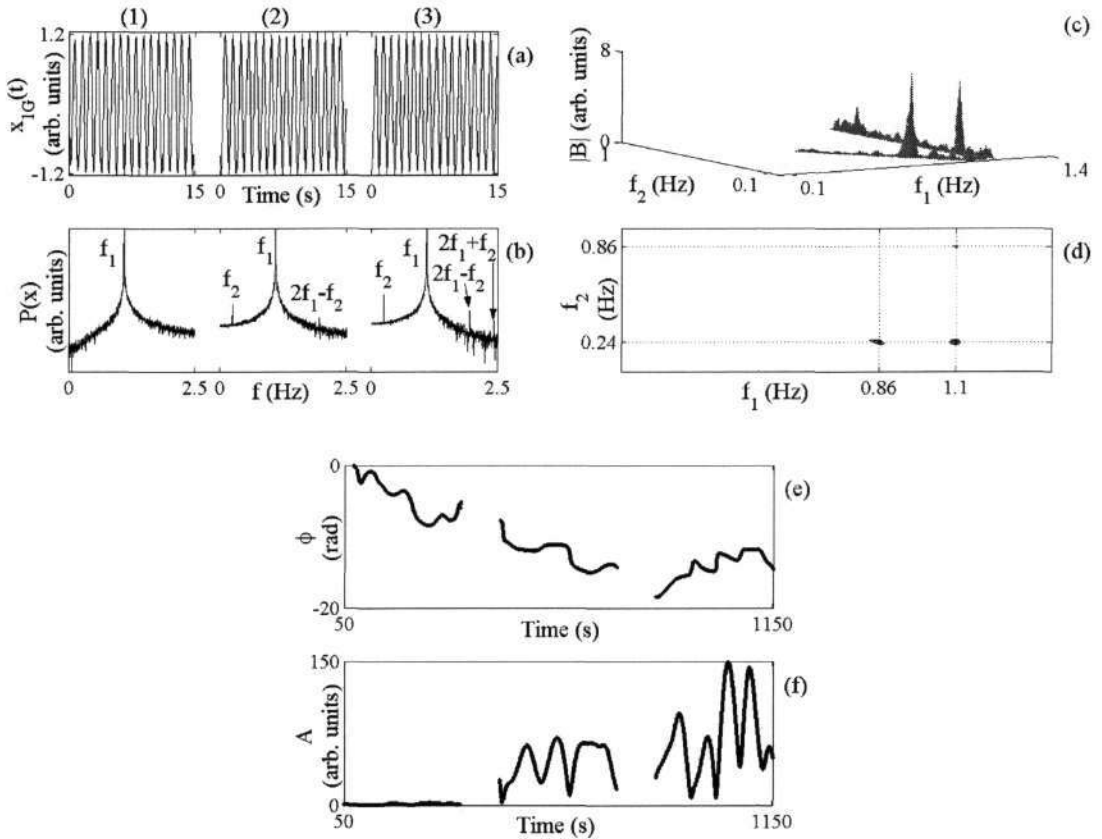 (1) (2) (3)
1.2
x1G(t)
(arb. units)
-1.2
0 15 0 15 0 15
Time (s)
(a)
P(x)
(arb. units)
f1
f2 f1 2f1-f2
f2 f1 2f1+f2
2f1-f2
0 2.5 0 2.5 0 2.5
f (Hz)
(b)
(c)
|B| (arb. units)
8
0
1
f2 (Hz)
0.1
0.1
f1 (Hz)
1.4
(d)
0.86
f2
(Hz)
0.24
0.86 1.1
f1 (Hz)
(e)
0
ϕ
(rad)
-20
50 1150
Time (s)
(f)
150
A
(arb. units)
0
50 1150
Time (s)